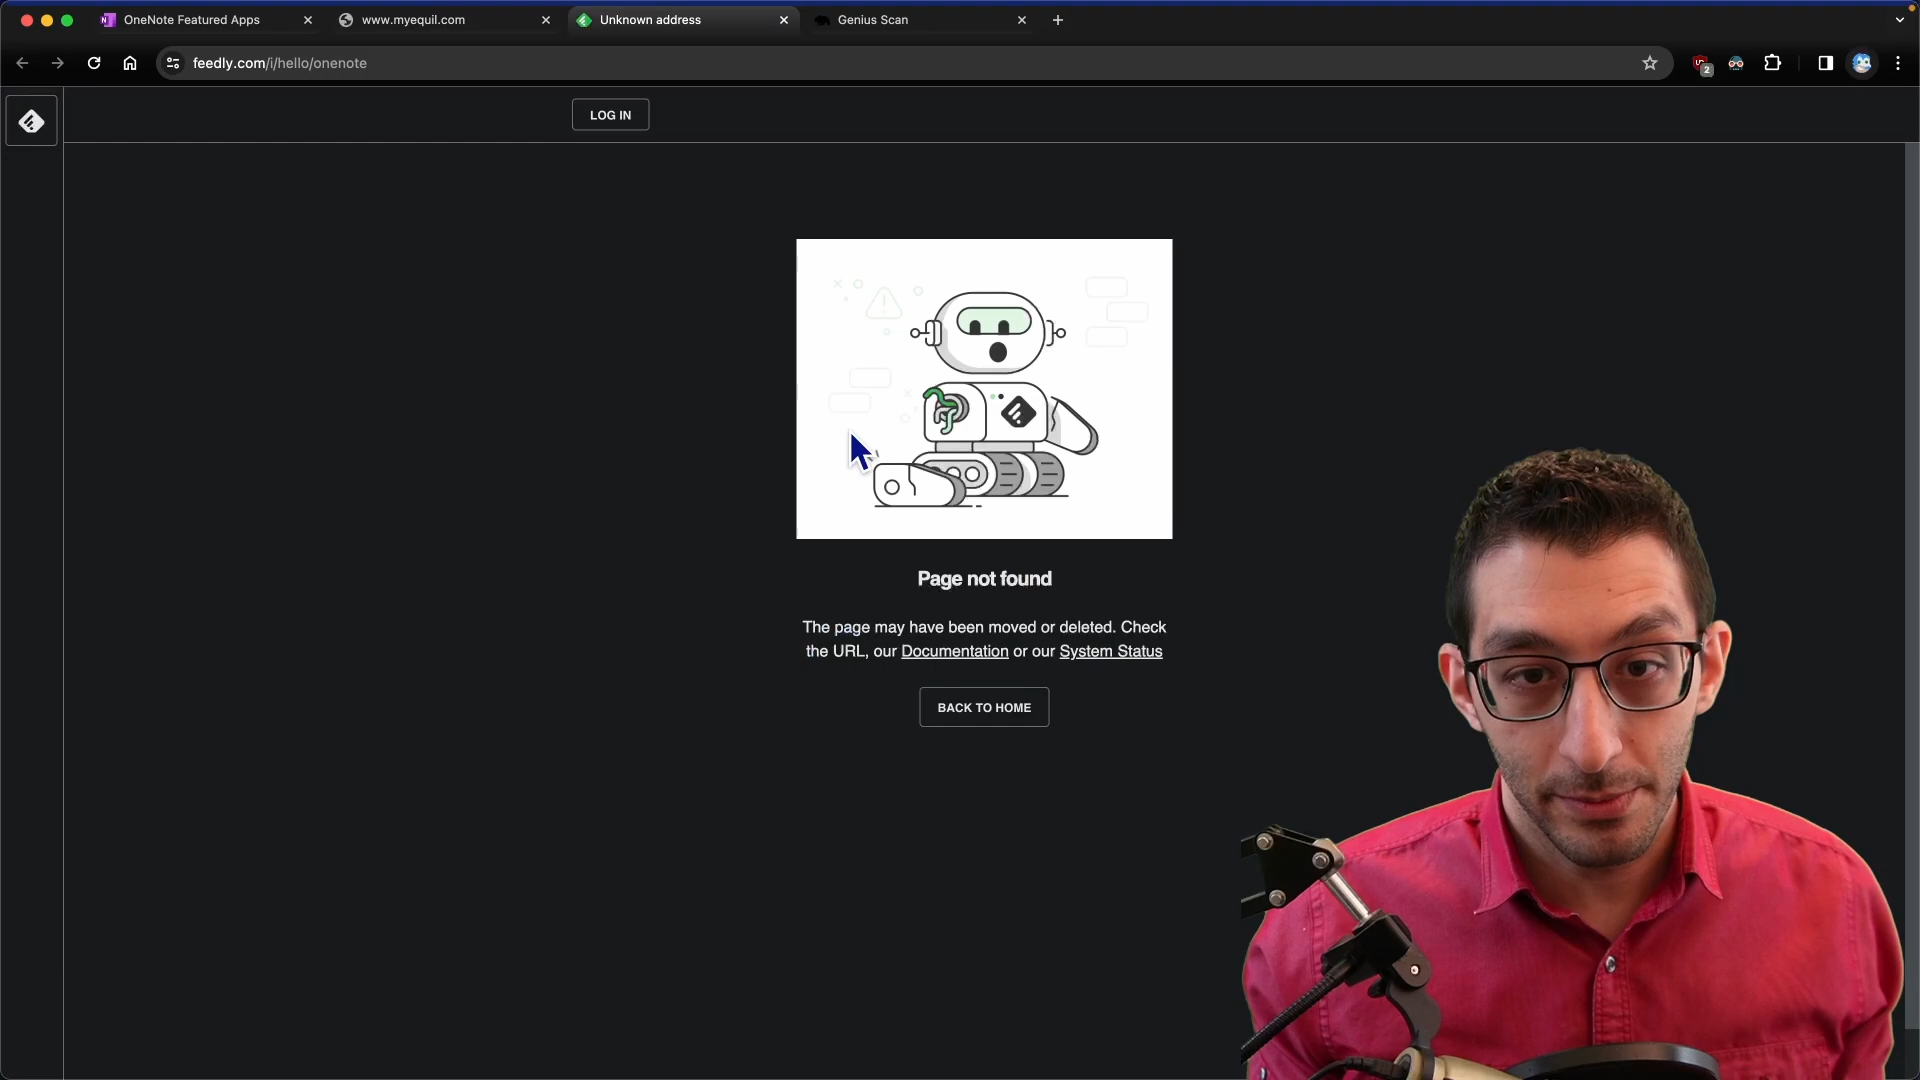 OneNote Featured Apps
www.myequil.com
Unknown address
Genius Scan
feedly.com/i/hello/onenote
2
LOG IN
Page not found
The page may have been moved or deleted. Check
the URL, our Documentation or our System Status
BACK TO HOME